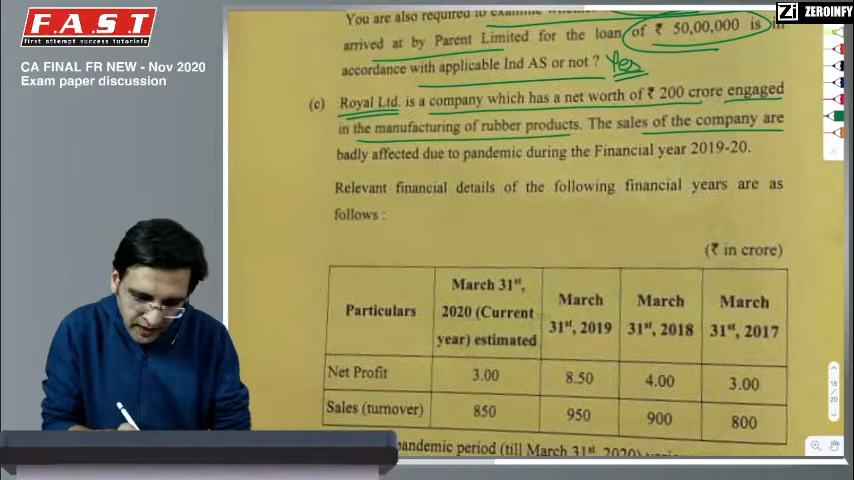 F.A.S.T
first attempt success tutorials
CA FINAL FR NEW - Nov 2020
Exam paper discussion
Zi ZEROINFY
You are also required to examine
arrived at by Parent Limited for the loan of ₹ 50,00,000 is in
accordance with applicable Ind AS or not ? Yes
(c) Royal Ltd. is a company which has a net worth of ₹ 200 crore engaged
in the manufacturing of rubber products. The sales of the company are
badly affected due to pandemic during the Financial year 2019-20.
Relevant financial details of the following financial years are as
follows :
(₹ in crore)
Particulars March 31st, 2020 (Current year) estimated March 31st, 2019 March 31st, 2018 March 31st, 2017
Net Profit 3.00 8.50 4.00 3.00
Sales (turnover) 850 950 900 800
pandemic period (till March 31st, 2020)
18
/
20